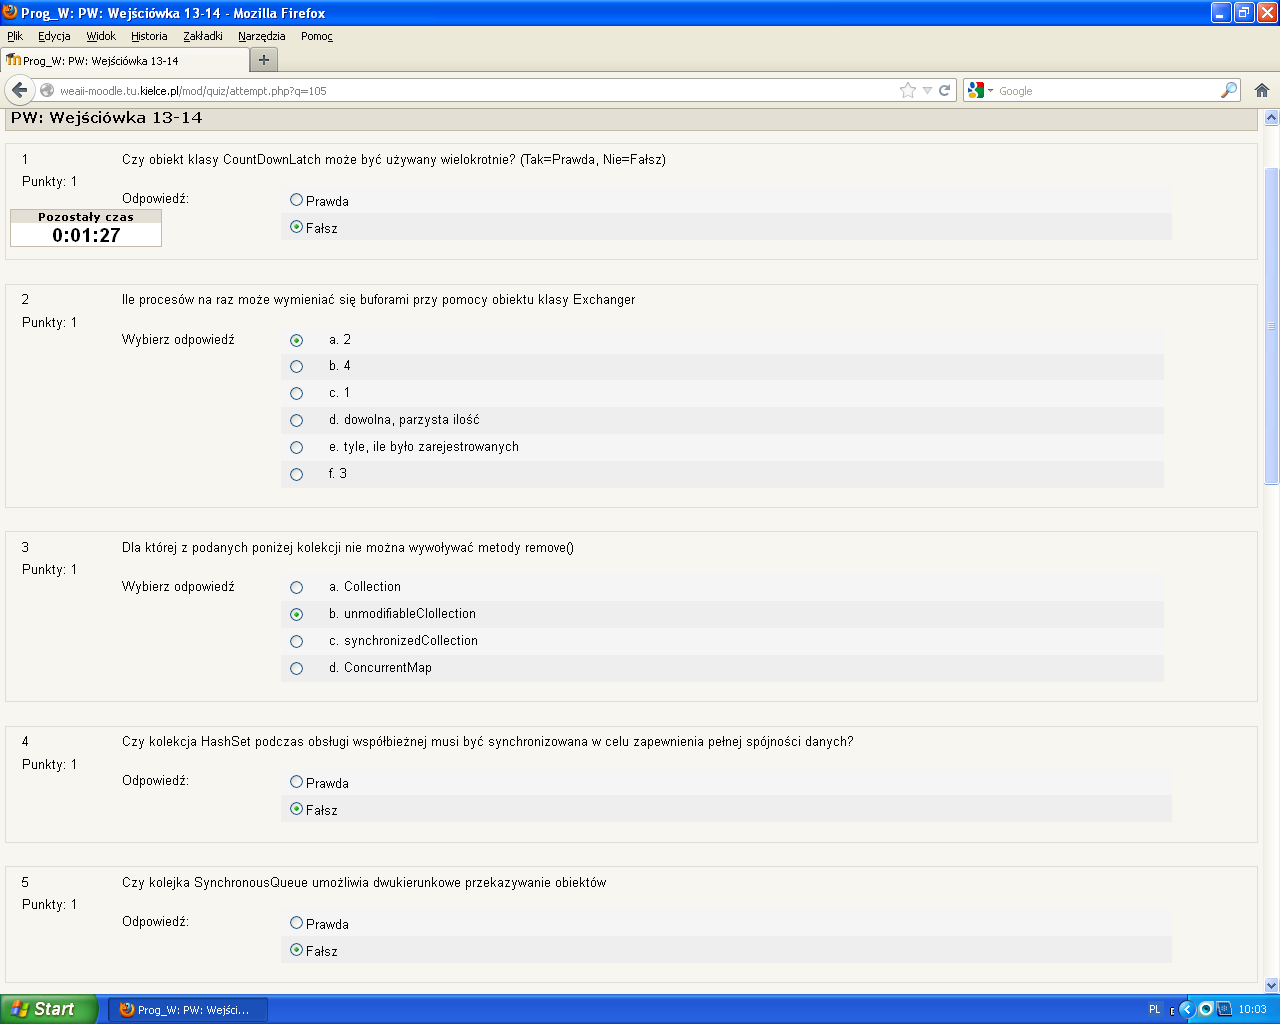 Prog_W: PW: Wejściówka 13-14 - Mozilla Firefox
Plik Edycja Widok Historia Zakładki Narzędzia Pomoc
Prog_W: PW: Wejściówka 13-14
weaii-moodle.tu.kielce.pl/mod/quiz/attempt.php?q=105
Google
PW: Wejściówka 13-14
1
Czy obiekt klasy CountDownLatch może być używany wielokrotnie? (Tak=Prawda, Nie=Fałsz)
Punkty: 1
Odpowiedź:
Prawda
Fałsz
Pozostały czas
0:01:27
2
Ile procesów na raz może wymieniać się buforami przy pomocy obiektu klasy Exchanger
Punkty: 1
Wybierz odpowiedź
a. 2
b. 4
c. 1
d. dowolna, parzysta ilość
e. tyle, ile było zarejestrowanych
f. 3
3
Dla której z podanych poniżej kolekcji nie można wywoływać metody remove()
Punkty: 1
Wybierz odpowiedź
a. Collection
b. unmodifiableClollection
c. synchronizedCollection
d. ConcurrentMap
4
Czy kolekcja HashSet podczas obsługi współbieżnej musi być synchronizowana w celu zapewnienia pełnej spójności danych?
Punkty: 1
Odpowiedź:
Prawda
Fałsz
5
Czy kolejka SynchronousQueue umożliwia dwukierunkowe przekazywanie obiektów
Punkty: 1
Odpowiedź:
Prawda
Fałsz
Start
Prog_W: PW: Wejści...
PL
10:03